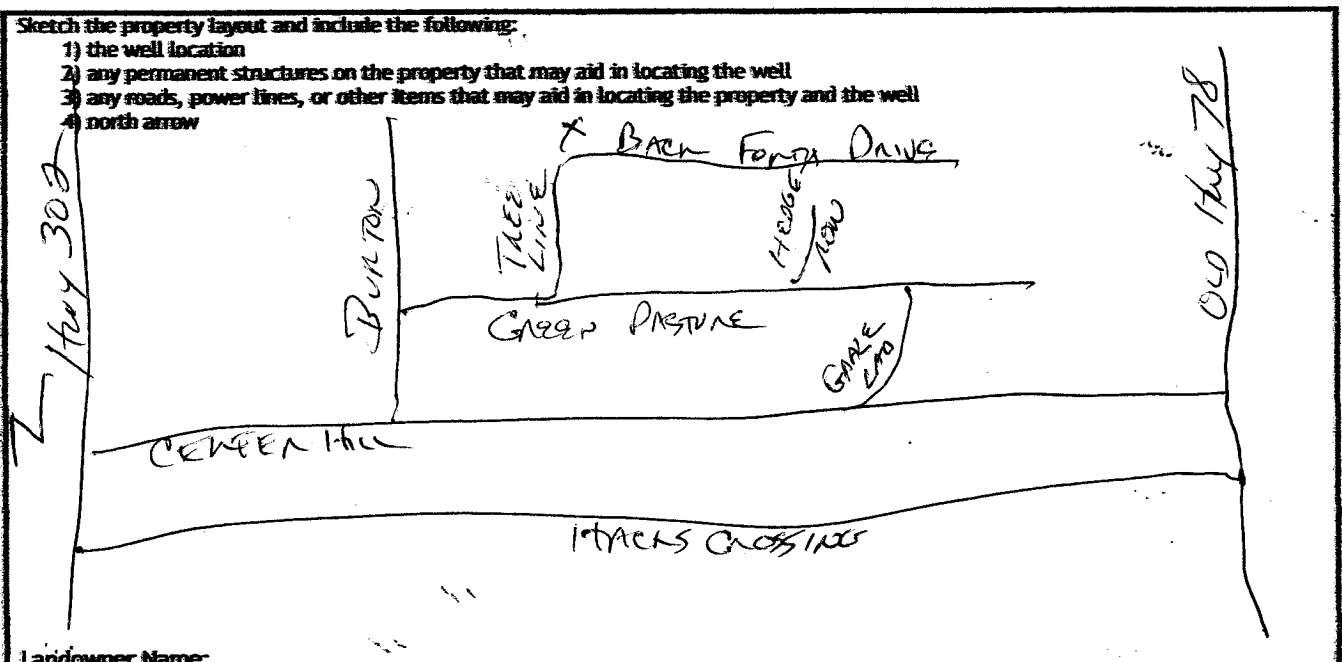 Sketch the property layout and include the following:
1) the well location
2) any permanent structures on the property that may aid in locating the well
3) any roads, power lines, or other items that may aid in locating the property and the well
4) north arrow
Hwy 302
BURTON
TREE
LINE
X BACK DRIVE
HEDGE
ROW
OLD Hwy 78
GREEN PASTURE
CENTER HILL
HACKS CROSSING
Landowner Name: